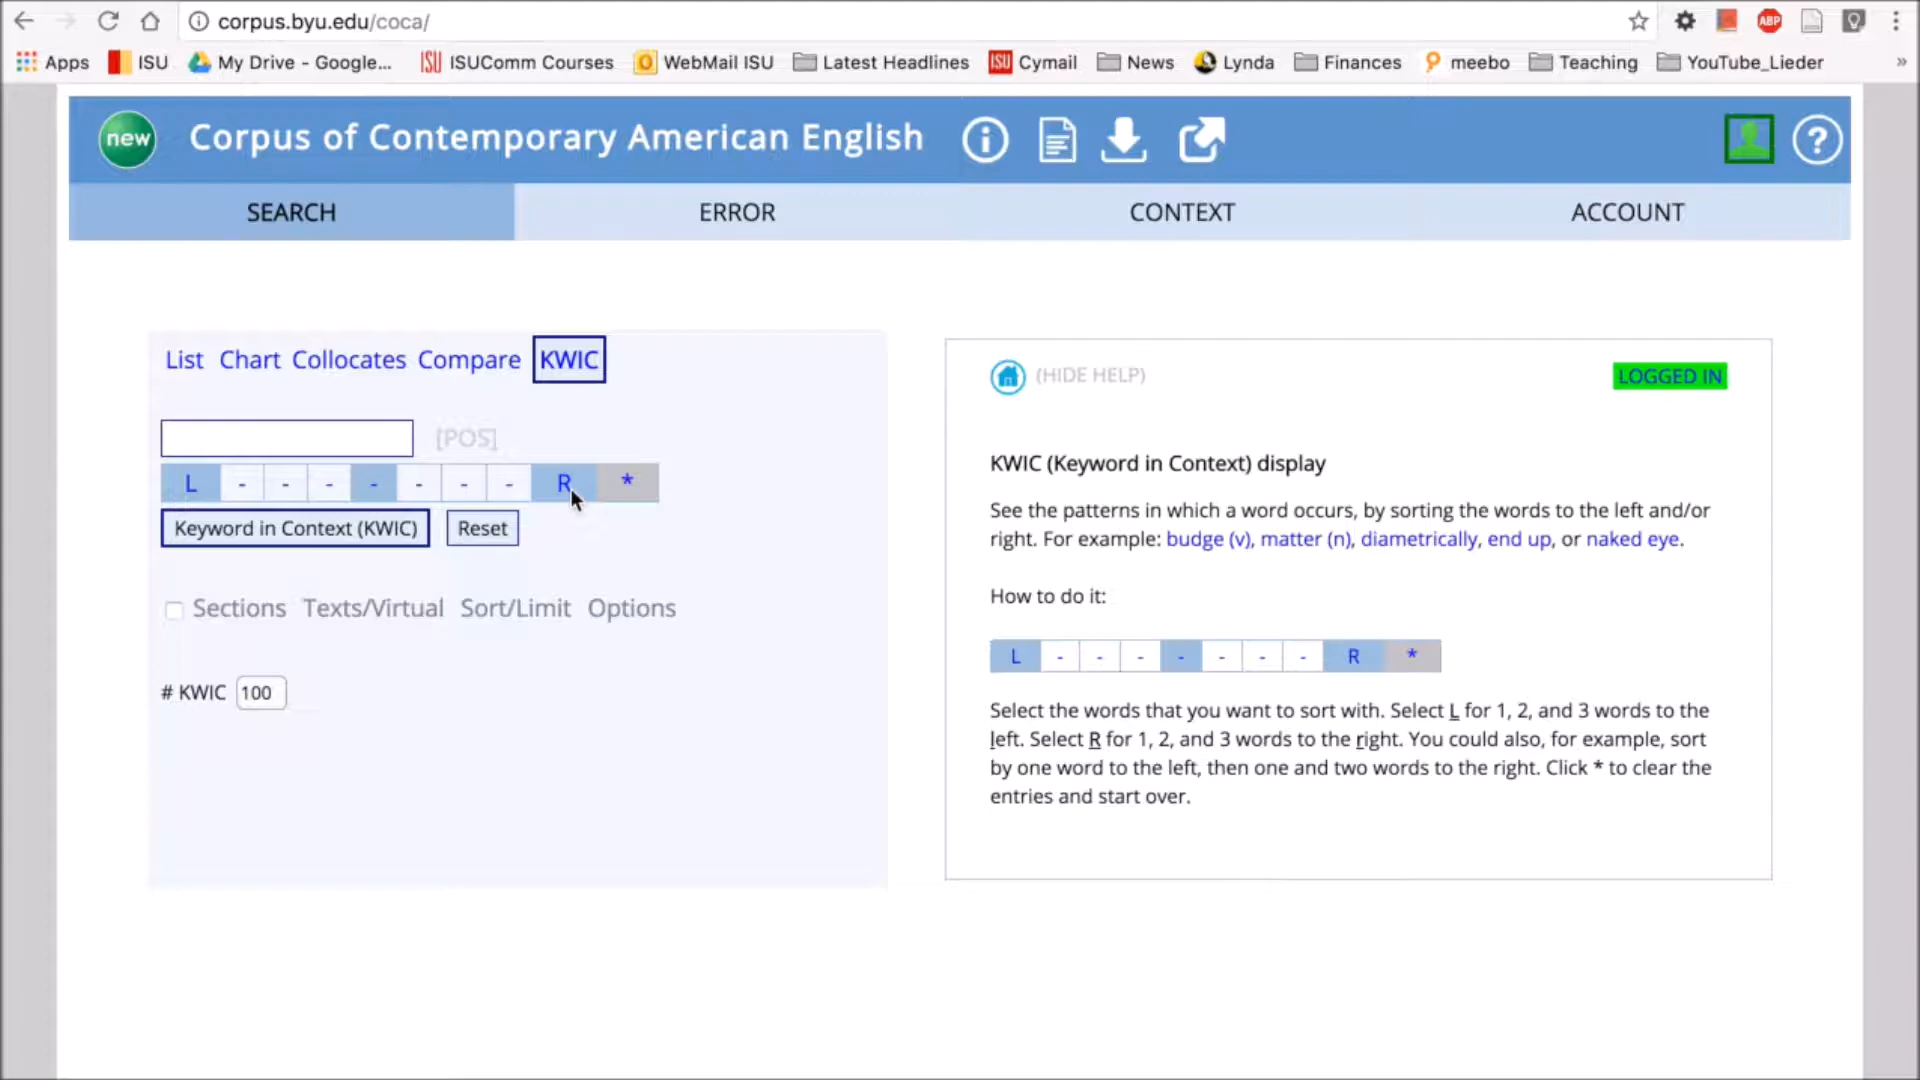 corpus.byu.edu/coca/
ABP
Apps ISU My Drive - Google... ISU ISUComm Courses O WebMail ISU Latest Headlines ISU Cymail News Lynda Finances meebo Teaching YouTube_Lieder »
new Corpus of Contemporary American English i ?
SEARCH ERROR CONTEXT ACCOUNT
List Chart Collocates Compare KWIC
[POS]
L - - - - - - - R *
Keyword in Context (KWIC) Reset
Sections Texts/Virtual Sort/Limit Options
# KWIC 100
(HIDE HELP) LOGGED IN
KWIC (Keyword in Context) display
See the patterns in which a word occurs, by sorting the words to the left and/or
right. For example: budge (v), matter (n), diametrically, end up, or naked eye.
How to do it:
L - - - - - - - R *
Select the words that you want to sort with. Select L for 1, 2, and 3 words to the
left. Select R for 1, 2, and 3 words to the right. You could also, for example, sort
by one word to the left, then one and two words to the right. Click * to clear the
entries and start over.